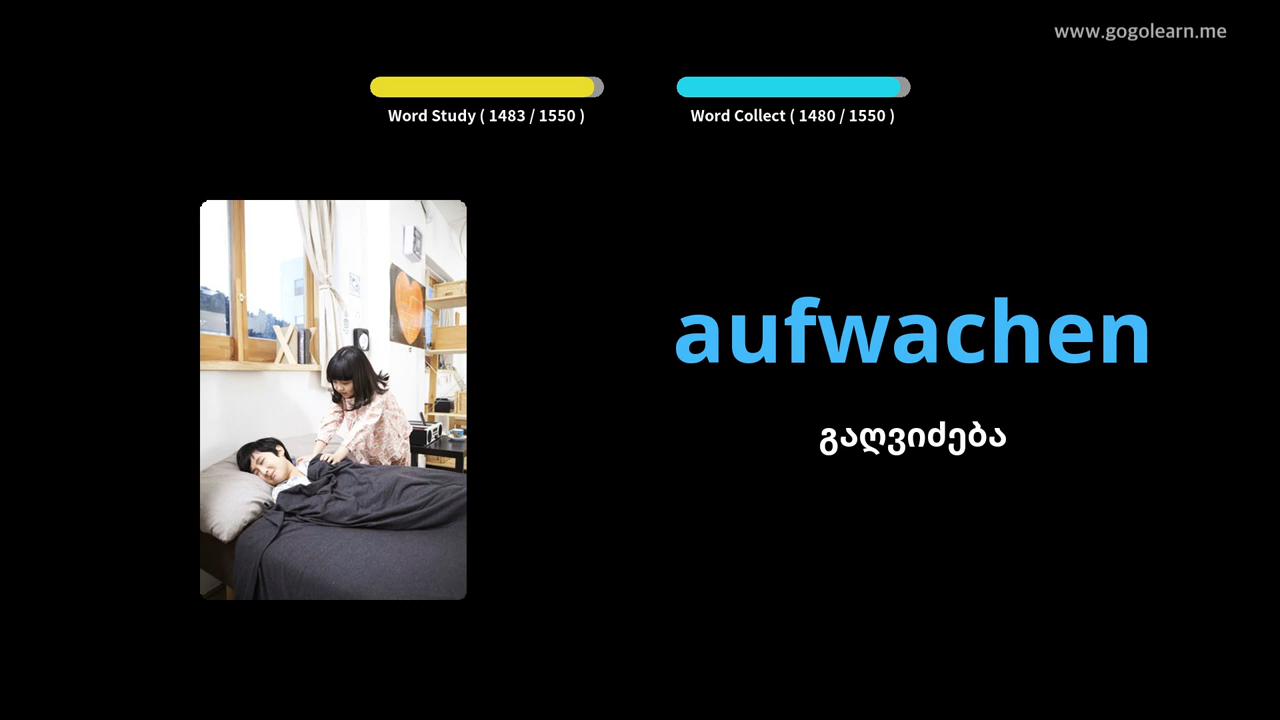 www.gogolearn.me
Word Study ( 1483 / 1550 )
Word Collect ( 1480 / 1550 )
aufwachen
გაღვიძება